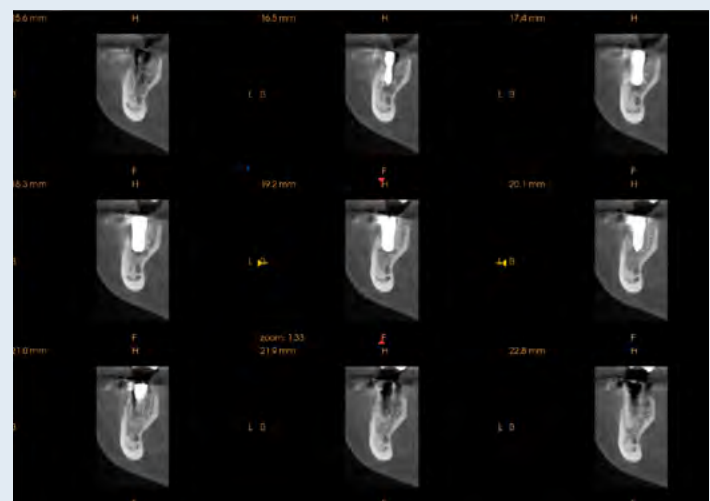 15.6 mm H 16.5 mm H 17.4 mm H
L B L B
F F F
18.3 mm H 19.2 mm H 20.1 mm H
L B L B
F zoom: 1.33 F F
21.0 mm H 21.9 mm H 22.8 mm H
L B L B